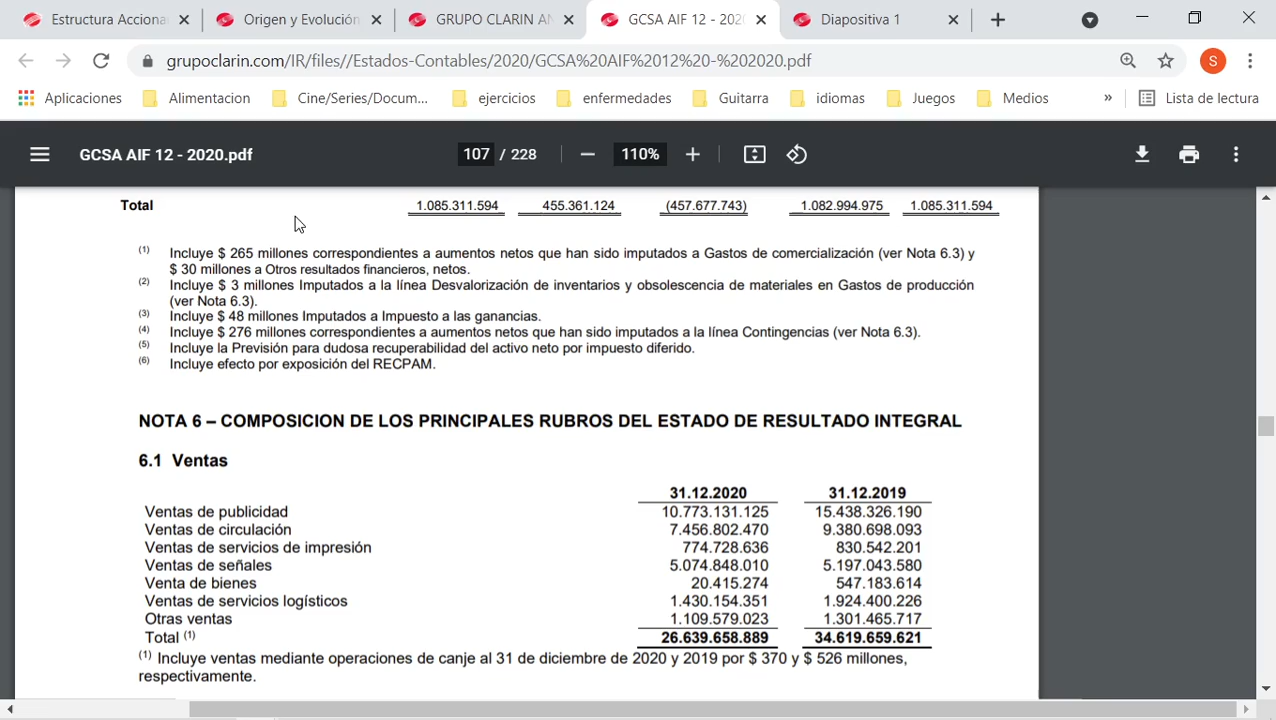 Estructura Acciona
Origen y Evolución
GRUPO CLARIN AN
GCSA AIF 12 - 202
Diapositiva 1
grupoclarin.com/IR/files//Estados-Contables/2020/GCSA%20AIF%2012%20-%202020.pdf
S
Aplicaciones Alimentacion Cine/Series/Docum... ejercicios enfermedades Guitarra idiomas Juegos Medios » Lista de lectura
GCSA AIF 12 - 2020.pdf 107 / 228 110%
Total 1.085.311.594 455.361.124 (457.677.743) 1.082.994.975 1.085.311.594
(1) Incluye $ 265 millones correspondientes a aumentos netos que han sido imputados a Gastos de comercialización (ver Nota 6.3) y
$ 30 millones a Otros resultados financieros, netos.
(2) Incluye $ 3 millones Imputados a la línea Desvalorización de inventarios y obsolescencia de materiales en Gastos de producción
(ver Nota 6.3).
(3) Incluye $ 48 millones Imputados a Impuesto a las ganancias.
(4) Incluye $ 276 millones correspondientes a aumentos netos que han sido imputados a la línea Contingencias (ver Nota 6.3).
(5) Incluye la Previsión para dudosa recuperabilidad del activo neto por impuesto diferido.
(6) Incluye efecto por exposición del RECPAM.
NOTA 6 – COMPOSICION DE LOS PRINCIPALES RUBROS DEL ESTADO DE RESULTADO INTEGRAL
6.1 Ventas
31.12.2020 31.12.2019
Ventas de publicidad 10.773.131.125 15.438.326.190
Ventas de circulación 7.456.802.470 9.380.698.093
Ventas de servicios de impresión 774.728.636 830.542.201
Ventas de señales 5.074.848.010 5.197.043.580
Venta de bienes 20.415.274 547.183.614
Ventas de servicios logísticos 1.430.154.351 1.924.400.226
Otras ventas 1.109.579.023 1.301.465.717
Total (1) 26.639.658.889 34.619.659.621
(1) Incluye ventas mediante operaciones de canje al 31 de diciembre de 2020 y 2019 por $ 370 y $ 526 millones,
respectivamente.